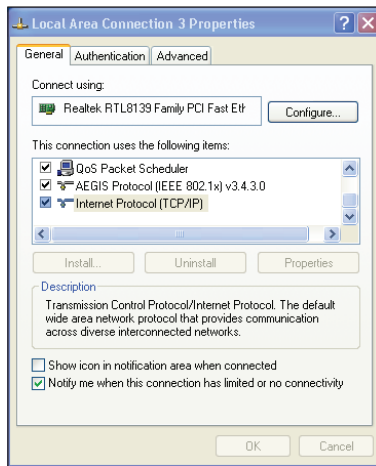 Local Area Connection 3 Properties
General Authentication Advanced
Connect using:
Realtek RTL8139 Family PCI Fast Eth
Configure...
This connection uses the following items:
QoS Packet Scheduler
AEGIS Protocol (IEEE 802.1x) v3.4.3.0
Internet Protocol (TCP/IP)
Install... Uninstall Properties
Description
Transmission Control Protocol/Internet Protocol. The default
wide area network protocol that provides communication
across diverse interconnected networks.
Show icon in notification area when connected
Notify me when this connection has limited or no connectivity
OK Cancel